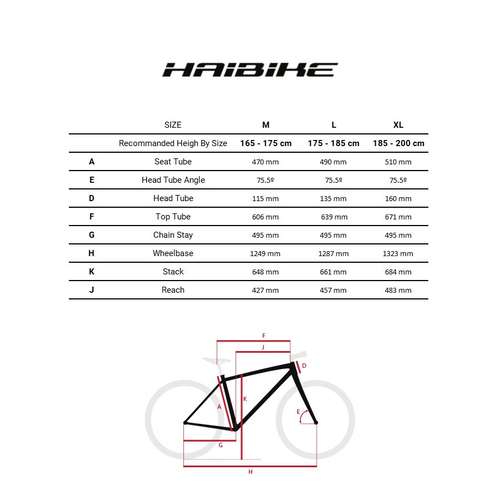 HAIBIKE
SIZE M L XL
Recommanded Heigh By Size 165 - 175 cm 175 - 185 cm 185 - 200 cm
A Seat Tube 470 mm 490 mm 510 mm
E Head Tube Angle 75.5º 75.5º 75.5º
D Head Tube 115 mm 135 mm 160 mm
F Top Tube 606 mm 639 mm 671 mm
G Chain Stay 495 mm 495 mm 495 mm
H Wheelbase 1249 mm 1287 mm 1323 mm
K Stack 648 mm 661 mm 684 mm
J Reach 427 mm 457 mm 483 mm
F
J
D
K
A
E
G
H